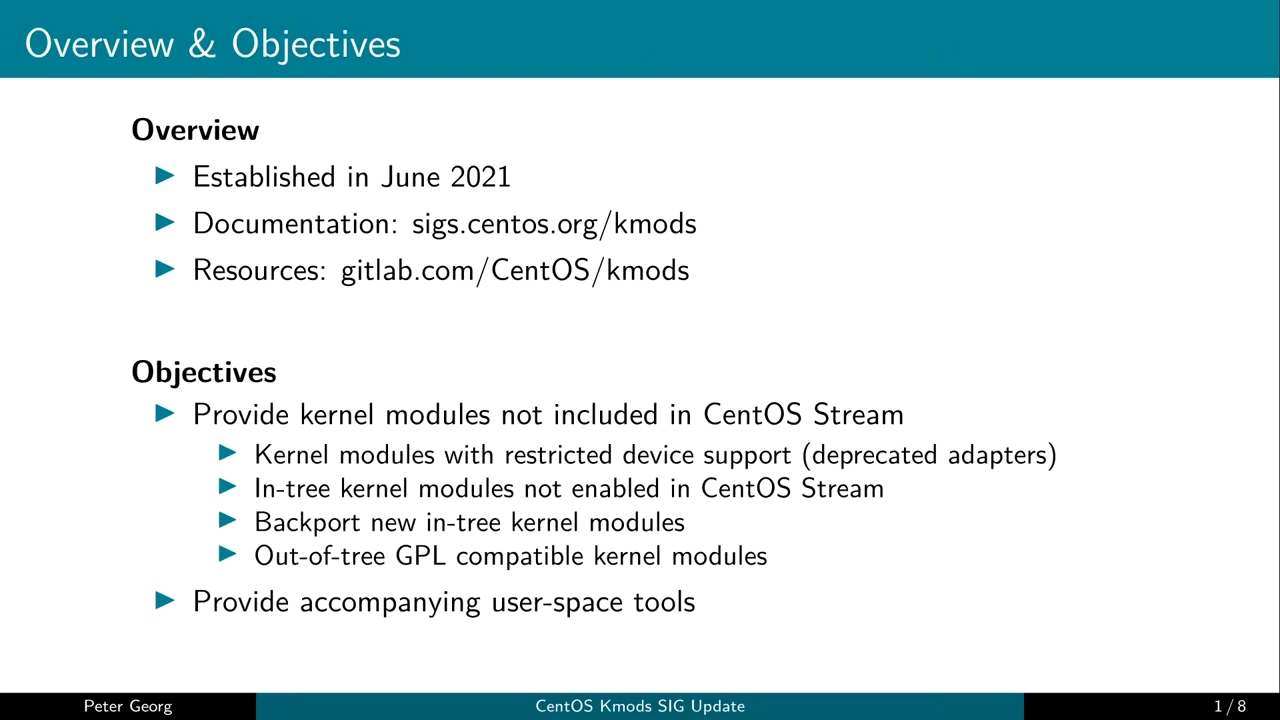 Overview & Objectives
Overview
Established in June 2021
Documentation: sigs.centos.org/kmods
Resources: gitlab.com/CentOS/kmods
Objectives
Provide kernel modules not included in CentOS Stream
Kernel modules with restricted device support (deprecated adapters)
In-tree kernel modules not enabled in CentOS Stream
Backport new in-tree kernel modules
Out-of-tree GPL compatible kernel modules
Provide accompanying user-space tools
Peter Georg
CentOS Kmods SIG Update
1 / 8